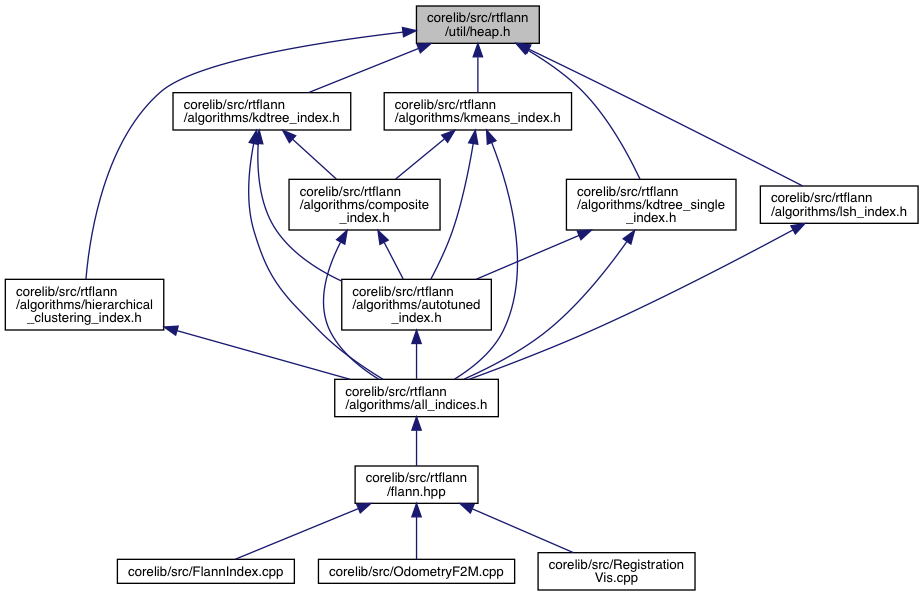 corelib/src/rtflann
/util/heap.h
corelib/src/rtflann
/algorithms/kdtree_index.h
corelib/src/rtflann
/algorithms/kmeans_index.h
corelib/src/rtflann
/algorithms/composite
_index.h
corelib/src/rtflann
/algorithms/kdtree_single
_index.h
corelib/src/rtflann
/algorithms/lsh_index.h
corelib/src/rtflann
/algorithms/hierarchical
_clustering_index.h
corelib/src/rtflann
/algorithms/autotuned
_index.h
corelib/src/rtflann
/algorithms/all_indices.h
corelib/src/rtflann
/flann.hpp
corelib/src/FlannIndex.cpp
corelib/src/OdometryF2M.cpp
corelib/src/Registration
Vis.cpp